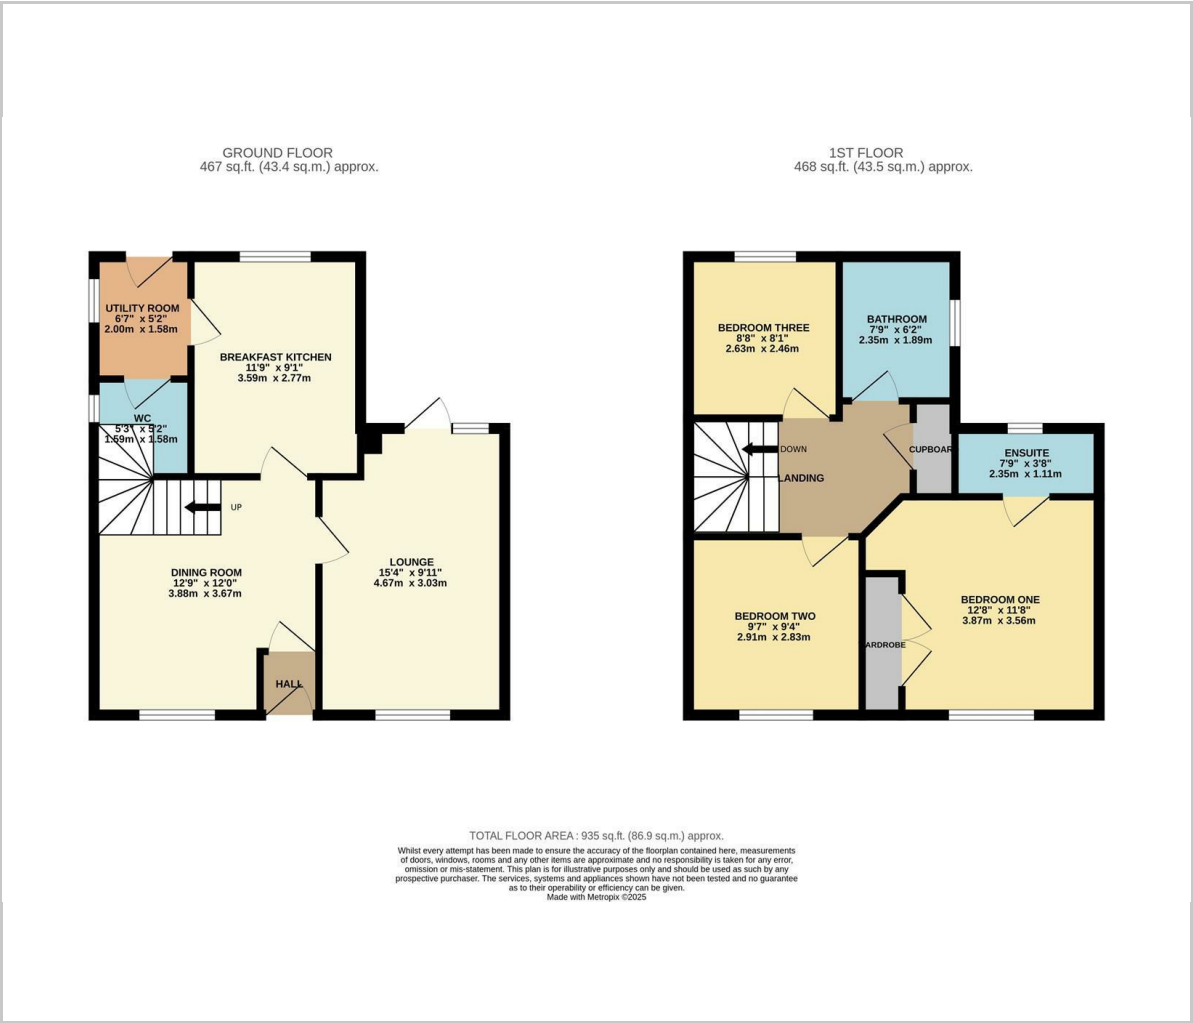 GROUND FLOOR
467 sq.ft. (43.4 sq.m.) approx.
1ST FLOOR
468 sq.ft. (43.5 sq.m.) approx.
UTILITY ROOM
6'7" x 5'2"
2.00m x 1.58m
BREAKFAST KITCHEN
11'9" x 9'1"
3.59m x 2.77m
WC
5'3" x 5'2"
1.59m x 1.58m
UP
DINING ROOM
12'9" x 12'0"
3.88m x 3.67m
LOUNGE
15'4" x 9'11"
4.67m x 3.03m
HALL
BEDROOM THREE
8'8" x 8'1"
2.63m x 2.46m
BATHROOM
7'9" x 6'2"
2.35m x 1.89m
DOWN
CUPBOAR
LANDING
ENSUITE
7'9" x 3'8"
2.35m x 1.11m
BEDROOM TWO
9'7" x 9'4"
2.91m x 2.83m
ARDROBE
BEDROOM ONE
12'8" x 11'8"
3.87m x 3.56m
TOTAL FLOOR AREA : 935 sq.ft. (86.9 sq.m.) approx.
Whilst every attempt has been made to ensure the accuracy of the floorplan contained here, measurements
of doors, windows, rooms and any other items are approximate and no responsibility is taken for any error,
omission or mis-statement. This plan is for illustrative purposes only and should be used as such by any
prospective purchaser. The services, systems and appliances shown have not been tested and no guarantee
as to their operability or efficiency can be given.
Made with Metropix ©2025